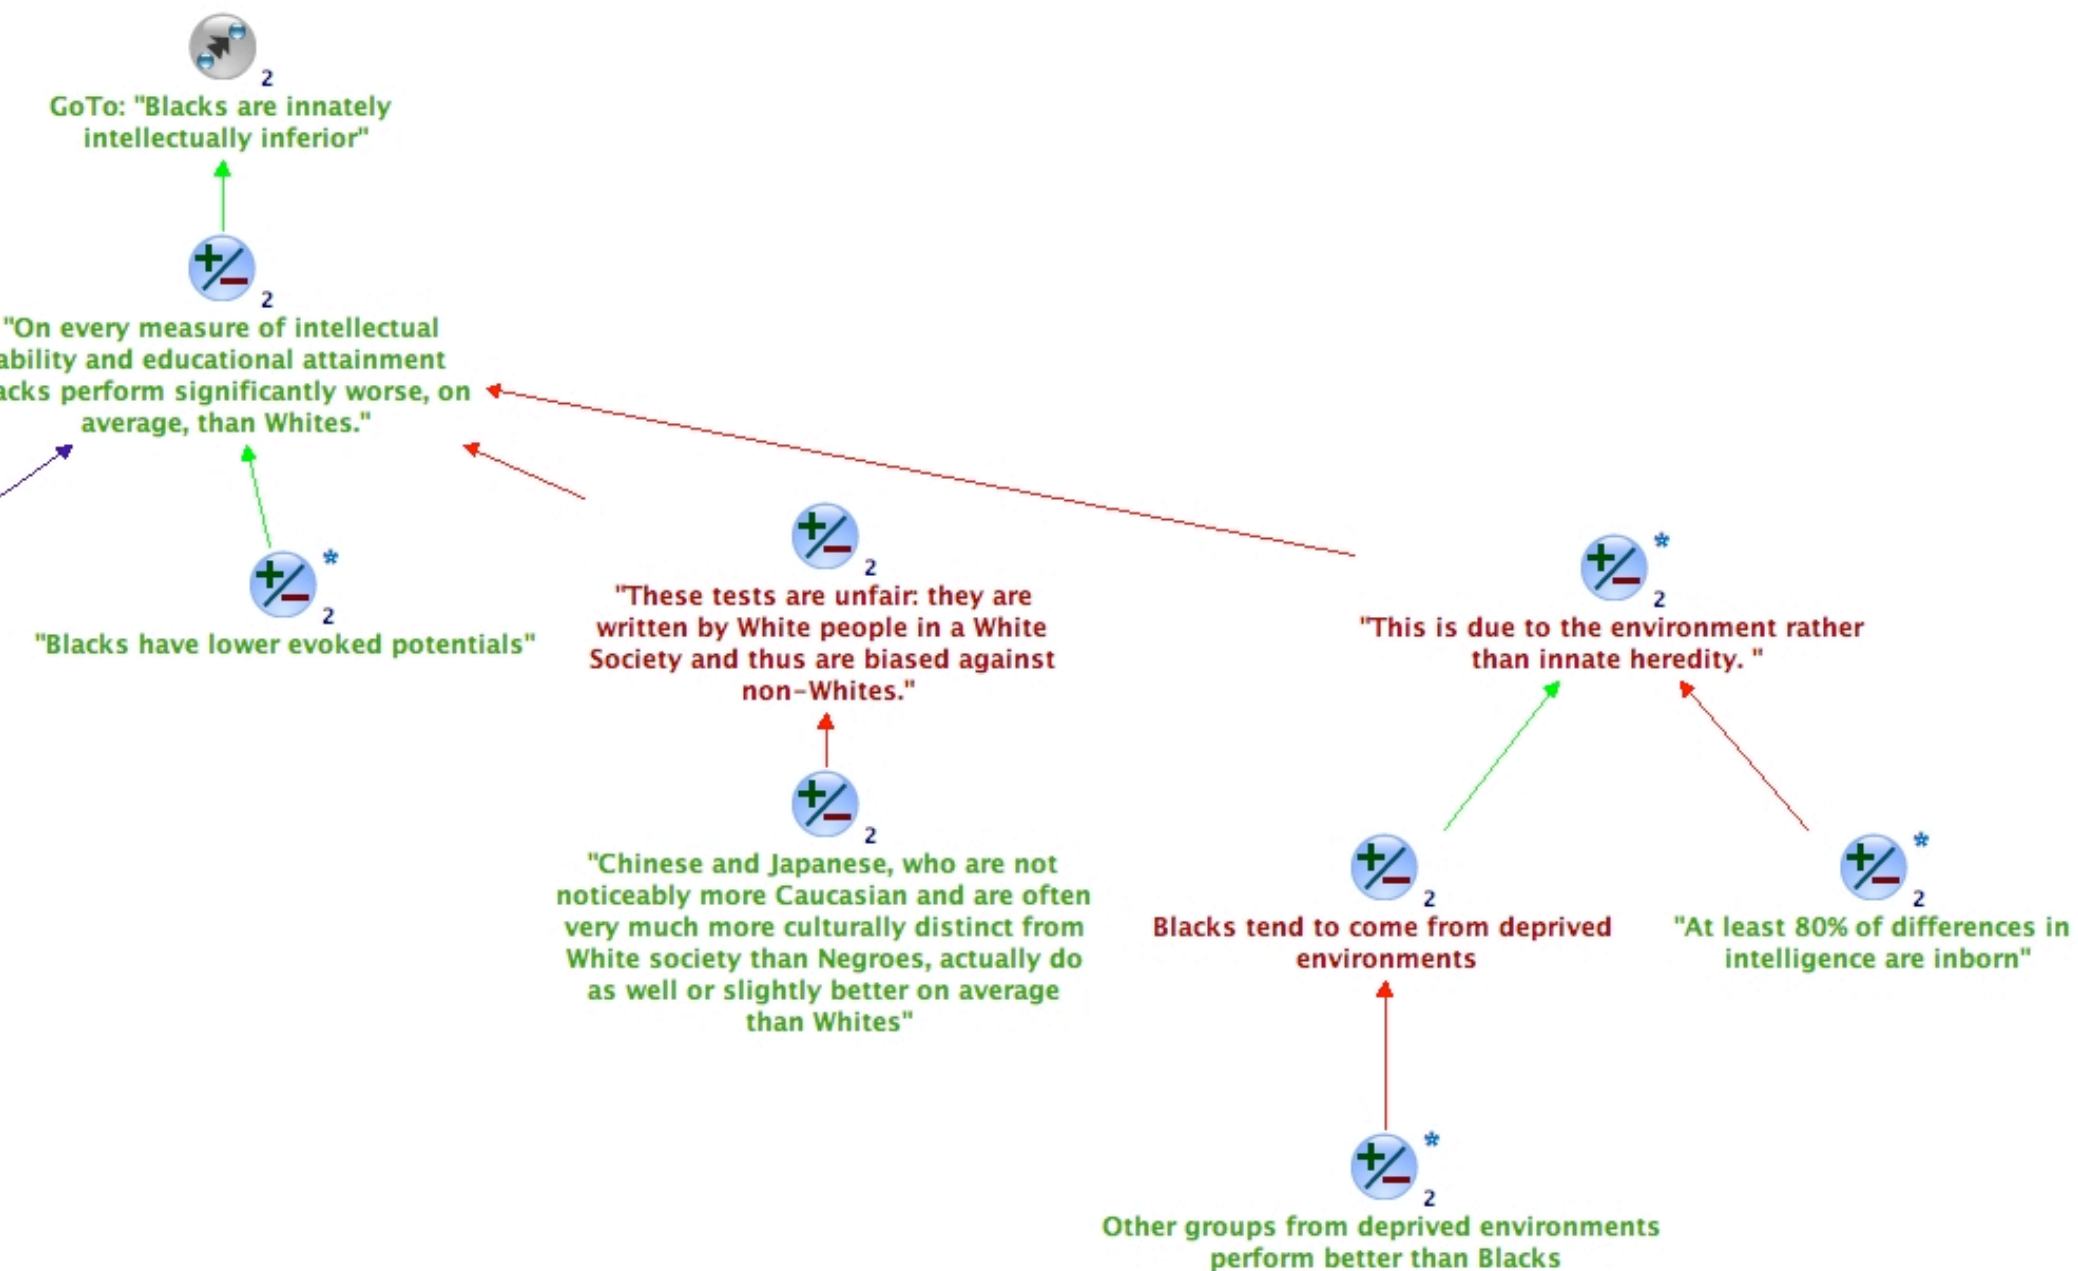 2
GoTo: "Blacks are innately
intellectually inferior"
2
"On every measure of intellectual
ability and educational attainment
perform significantly worse, on
average, than Whites."
*
2
"Blacks have lower evoked potentials"
2
"These tests are unfair: they are
written by White people in a White
Society and thus are biased against
non-Whites."
2
"Chinese and Japanese, who are not
noticeably more Caucasian and are often
very much more culturally distinct from
White society than Negroes, actually do
as well or slightly better on average
than Whites"
*
2
"This is due to the environment rather
than innate heredity. "
2
Blacks tend to come from deprived
environments
*
2
Other groups from deprived environments
perform better than Blacks
*
2
"At least 80% of differences in
intelligence are inborn"